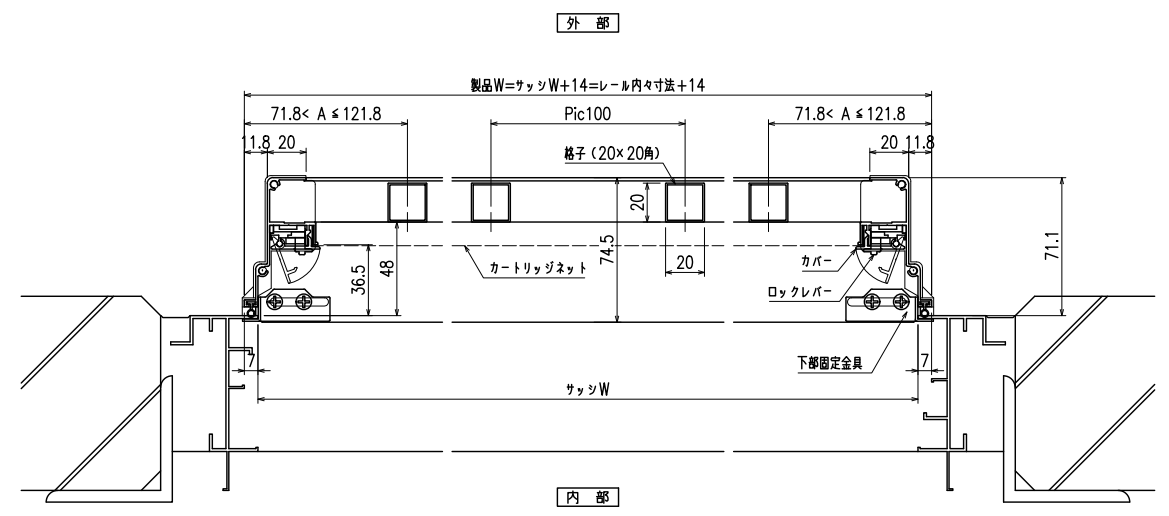 外 部
製品W=サッシW+14=レール内々寸法+14
71.8< A ≦121.8
Pic100
71.8< A ≦121.8
11.8
20
格子(20×20角)
20
11.8
20
74.5
71.1
20
36.5
48
カートリッジネット
カバー
ロックレバー
下部固定金具
7
7
サッシW
内 部